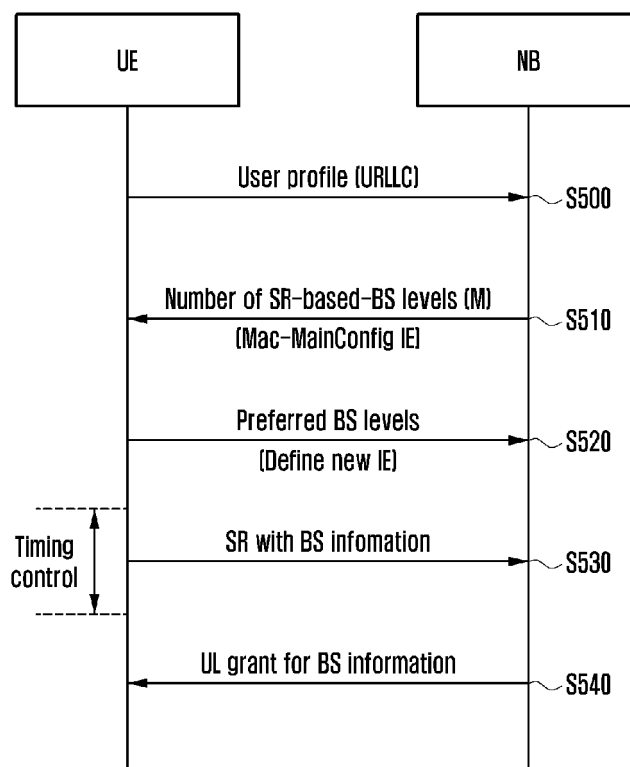 UE
NB
User profile (URLLC)
S500
Number of SR-based-BS levels (M)
S510
(Mac-MainConfig IE)
Preferred BS levels
S520
(Define new IE)
Timing
control
SR with BS infomation
S530
UL grant for BS information
S540